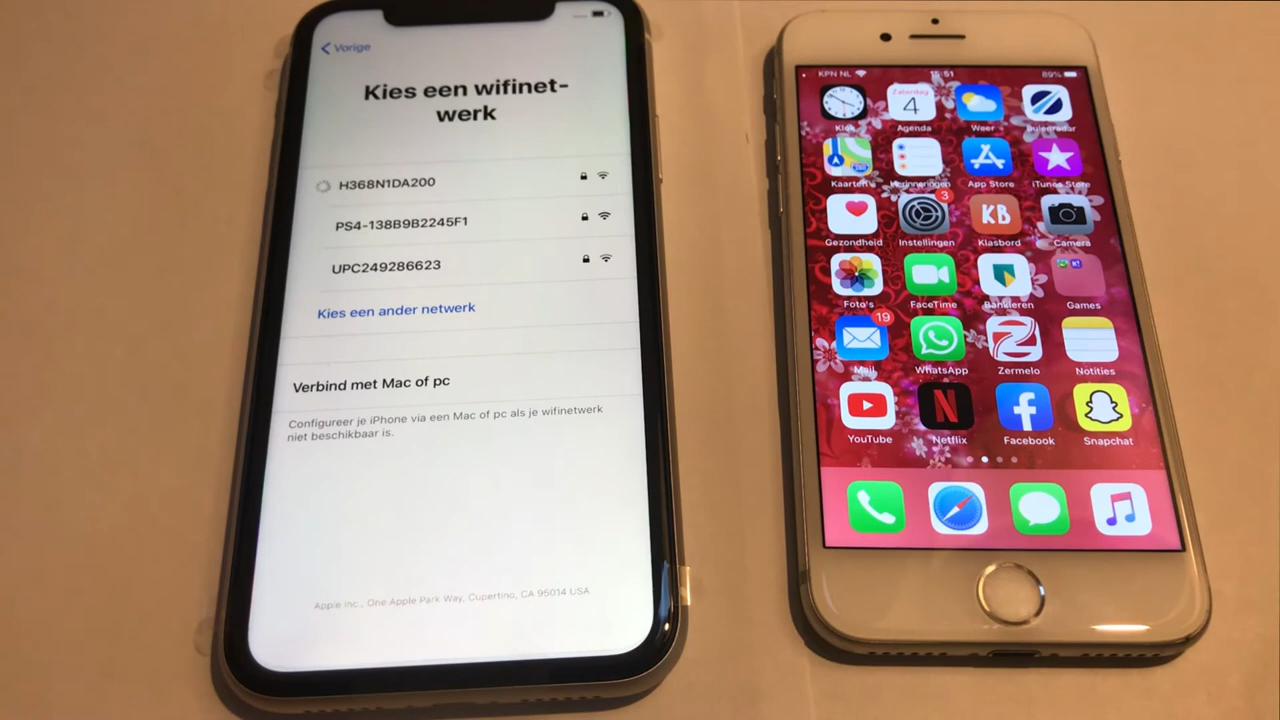 Vorige
Kies een wifinet-
werk
H368N1DA200
PS4-138B9B2245F1
UPC249286623
Kies een ander netwerk
Verbind met Mac of pc
Configureer je iPhone via een Mac of pc als je wifinetwerk
niet beschikbaar is.
Apple Inc., One Apple Park Way, Cupertino, CA 95014 USA
KPN NL 15:51 89%
Zaterdag
4
Klok Agenda Weer Buienradar
Kaarten Herinneringen App Store iTunes Store
3
KB
Gezondheid Instellingen Klasbord Camera
Foto's FaceTime Bankieren Games
19
Mail WhatsApp Zermelo Notities
YouTube Netflix Facebook Snapchat